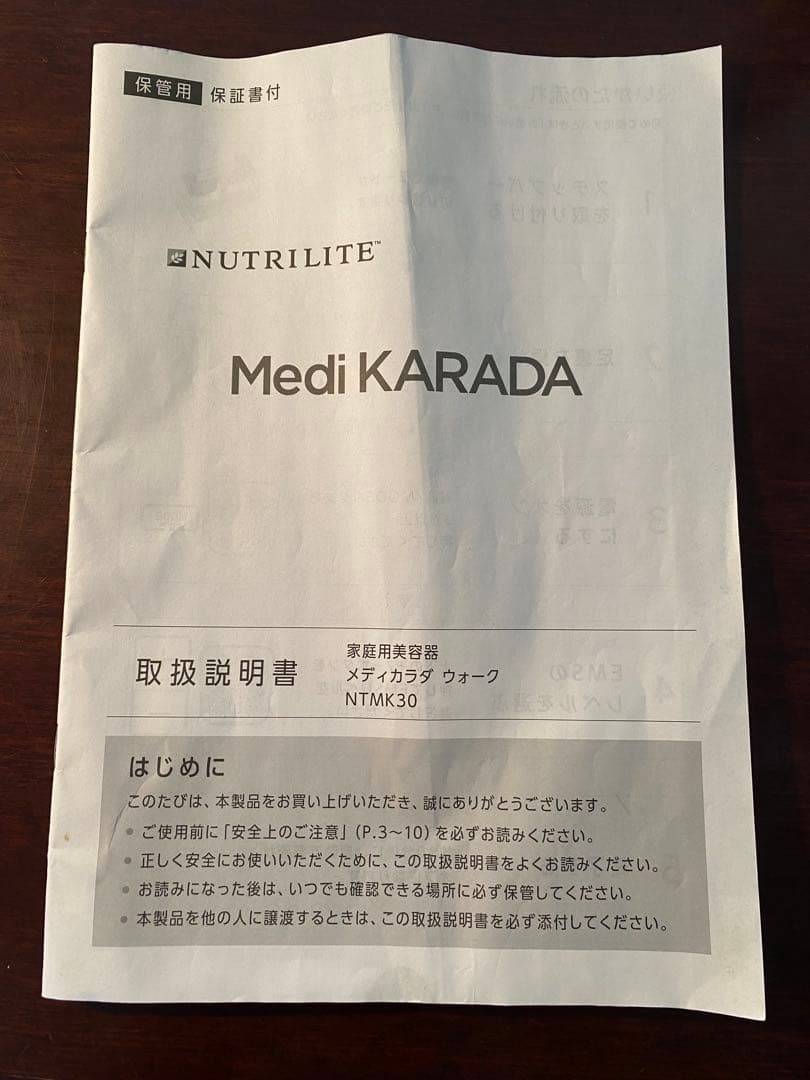 保管用 保証書付
NUTRILITE™
Medi KARADA
取扱説明書
家庭用美容器
メディカラダ ウォーク
NTMK30
はじめに
このたびは、本製品をお買い上げいただき、誠にありがとうございます。
● ご使用前に「安全上のご注意」(P.3～10)を必ずお読みください。
● 正しく安全にお使いいただくために、この取扱説明書をよくお読みください。
● お読みになった後は、いつでも確認できる場所に必ず保管してください。
● 本製品を他の人に譲渡するときは、この取扱説明書を必ず添付してください。